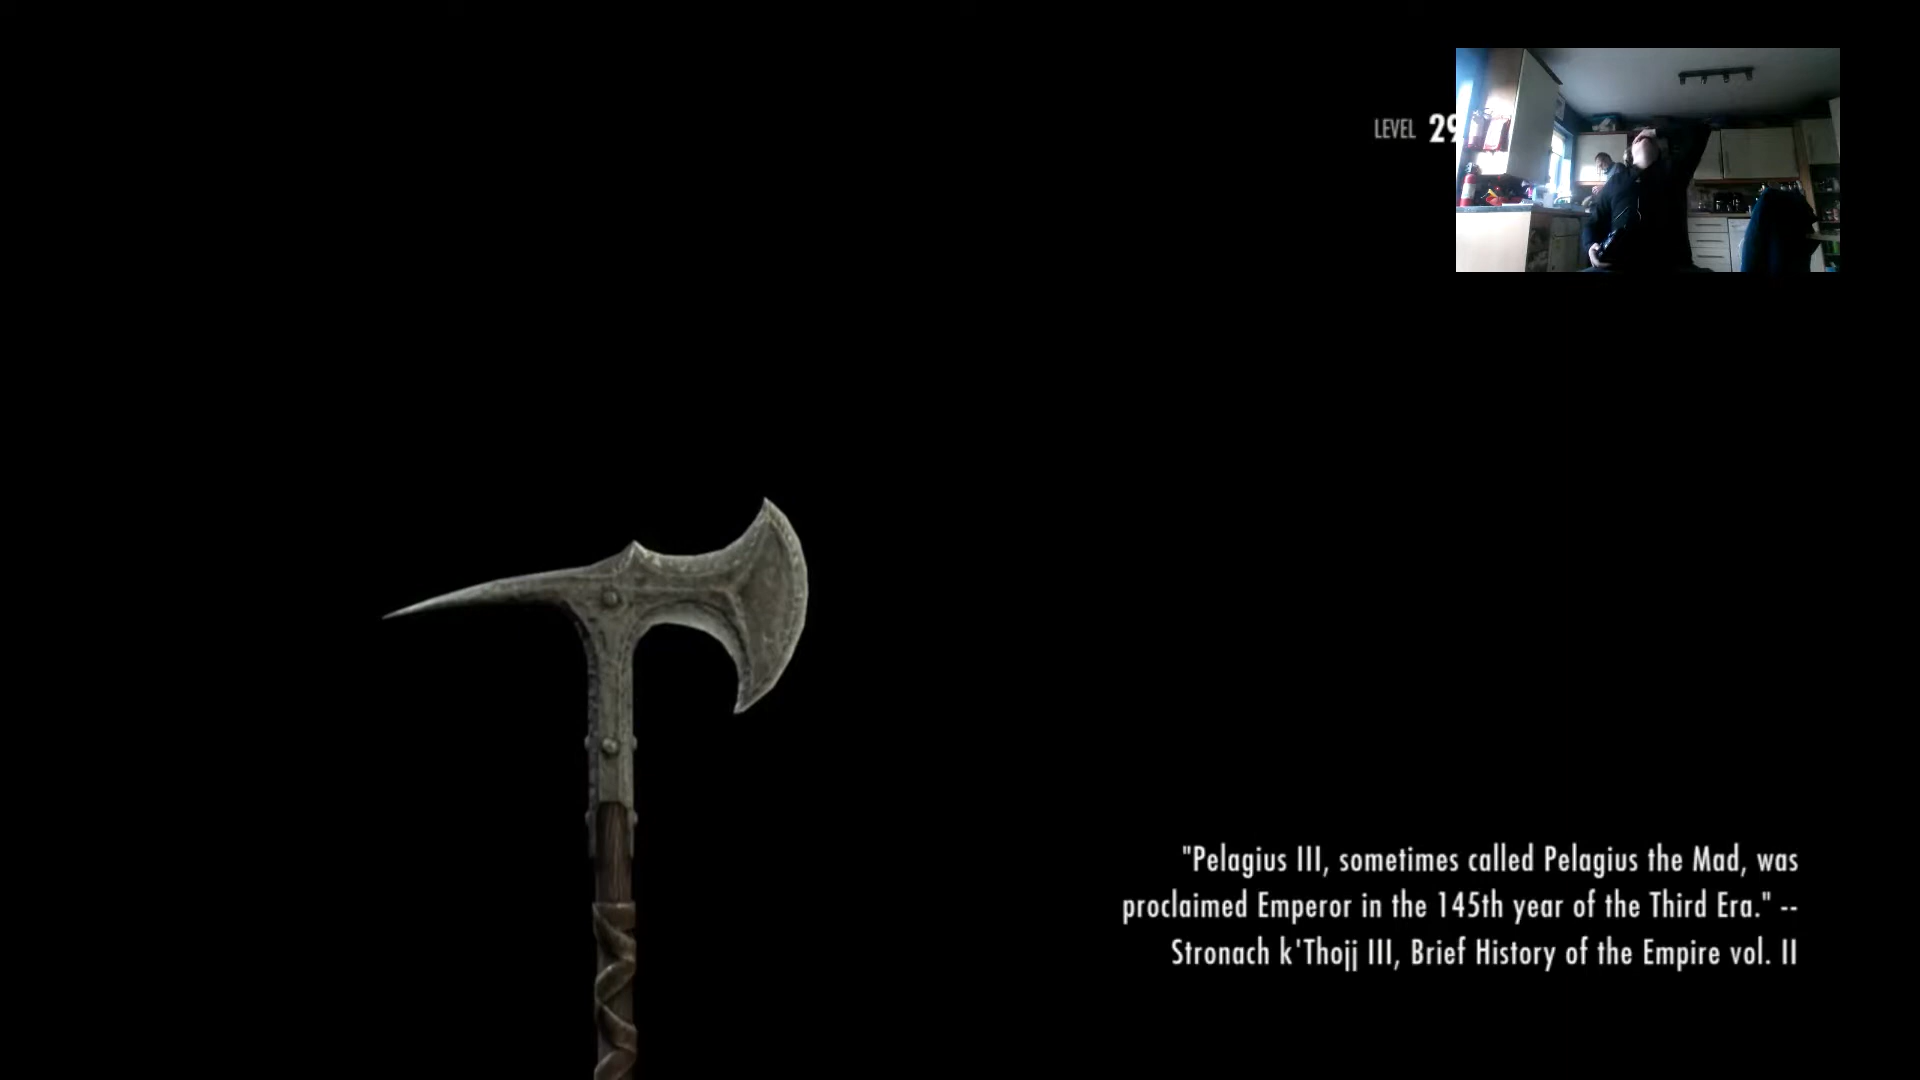 LEVEL 29
"Pelagius III, sometimes called Pelagius the Mad, was
proclaimed Emperor in the 145th year of the Third Era." --
Stronach k'Thojj III, Brief History of the Empire vol. II